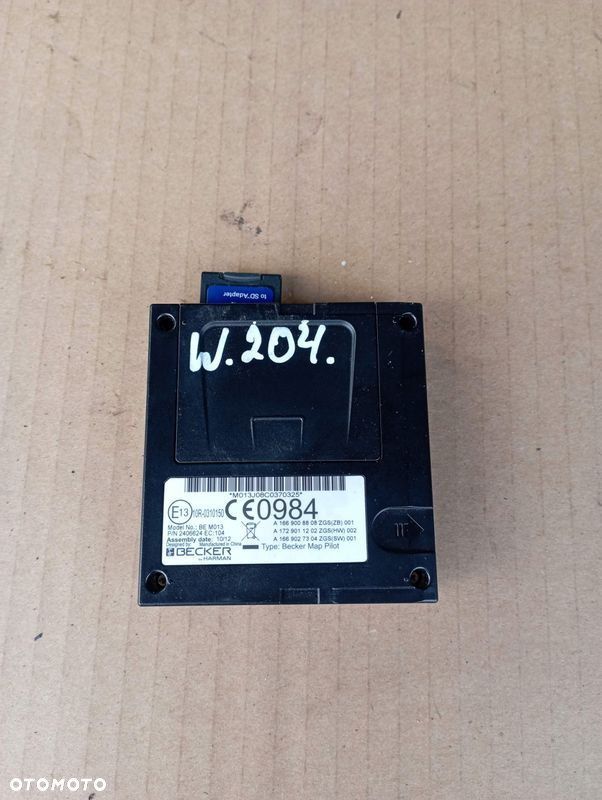 to SD Adapter
W.204.
*M013J08C0370325*
E13 10R-0310150 CE0984
Model No.: BE M013
P/N 2406624 EC:104
Assembly date: 10/12
Designed by: Manufactured in China
BECKER
by HARMAN
A 166 900 88 08 ZGS(ZB) 001
A 172 901 12 02 ZGS(HW) 002
A 166 902 73 04 ZGS(SW) 001
Type: Becker Map Pilot
OTOMOTO